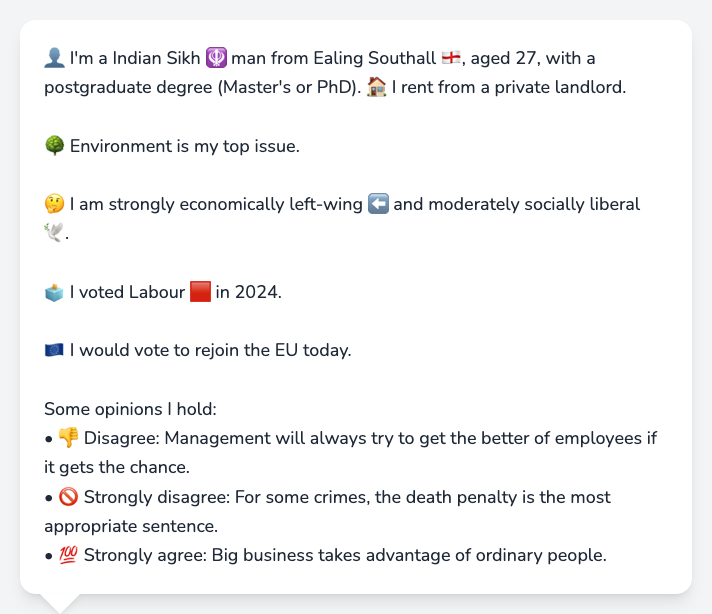 👤 I'm a Indian Sikh 🪯 man from Ealing Southall 🏴󠁧󠁢󠁥󠁮󠁧󠁿, aged 27, with a
postgraduate degree (Master's or PhD). 🏠 I rent from a private landlord.
🌳 Environment is my top issue.
🤔 I am strongly economically left-wing ⬅️ and moderately socially liberal
🕊️.
🗳️ I voted Labour 🟥 in 2024.
🇪🇺 I would vote to rejoin the EU today.
Some opinions I hold:
• 👎 Disagree: Management will always try to get the better of employees if
it gets the chance.
• 🚫 Strongly disagree: For some crimes, the death penalty is the most
appropriate sentence.
• 💯 Strongly agree: Big business takes advantage of ordinary people.